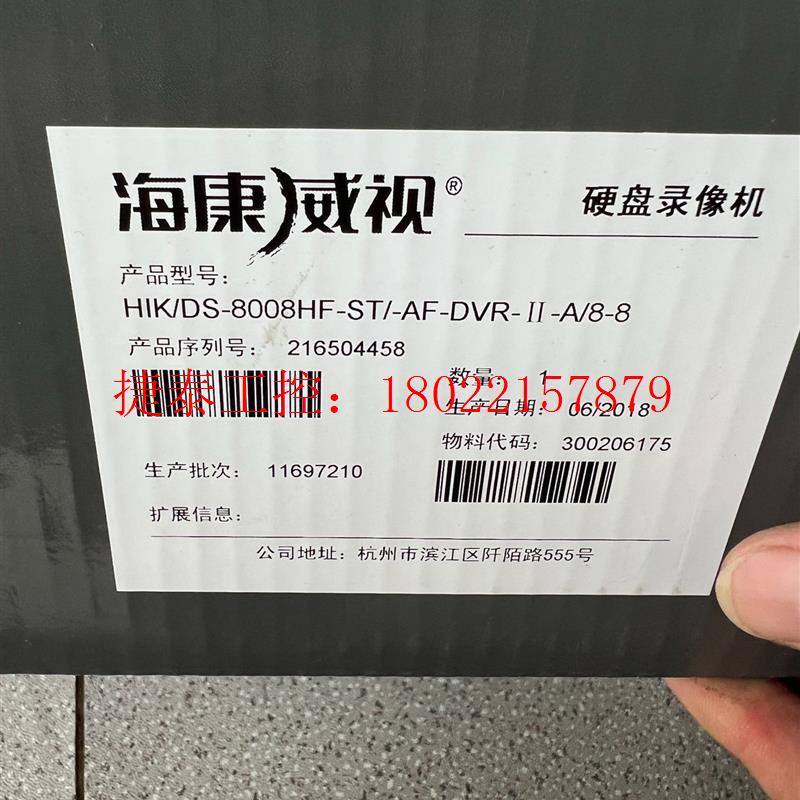 海康威视®
硬盘录像机
产品型号：
HIK/DS-8008HF-ST/-AF-DVR-Ⅱ-A/8-8
产品序列号： 216504458
数量： 1
捷泰工控：18022157879
生产日期： 06/2018
物料代码： 300206175
生产批次： 11697210
扩展信息：
公司地址：杭州市滨江区阡陌路555号